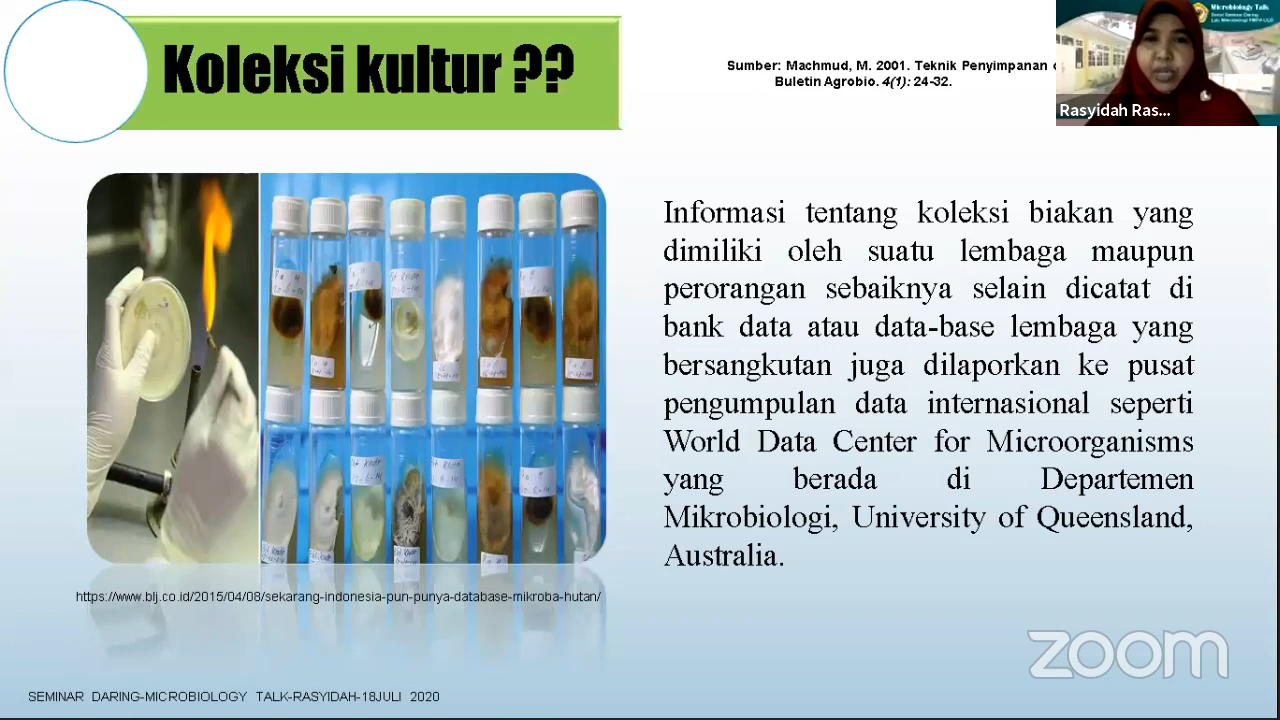 Koleksi kultur ??
Sumber: Machmud, M. 2001. Teknik Penyimpanan
Buletin Agrobio. 4(1): 24-32.
Microbiology Talk
Rasyidah Ras...
Informasi tentang koleksi biakan yang
dimiliki oleh suatu lembaga maupun
perorangan sebaiknya selain dicatat di
bank data atau data-base lembaga yang
bersangkutan juga dilaporkan ke pusat
pengumpulan data internasional seperti
World Data Center for Microorganisms
yang berada di Departemen
Mikrobiologi, University of Queensland,
Australia.
https://www.blj.co.id/2015/04/08/sekarang-indonesia-pun-punya-database-mikroba-hutan/
zoom
SEMINAR DARING-MICROBIOLOGY TALK-RASYIDAH-18JULI 2020